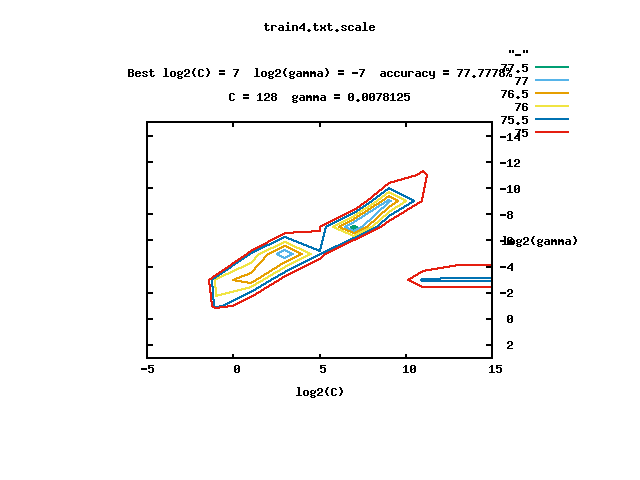 train4.txt.scale
"-"
Best log2(C) = 7  log2(gamma) = -7  accuracy = 77.7778%
C = 128  gamma = 0.0078125
77.5
77
76.5
76
75.5
75
-14
-12
-10
-8
-6
-4
-2
0
2
log2(gamma)
-5 0 5 10 15
log2(C)